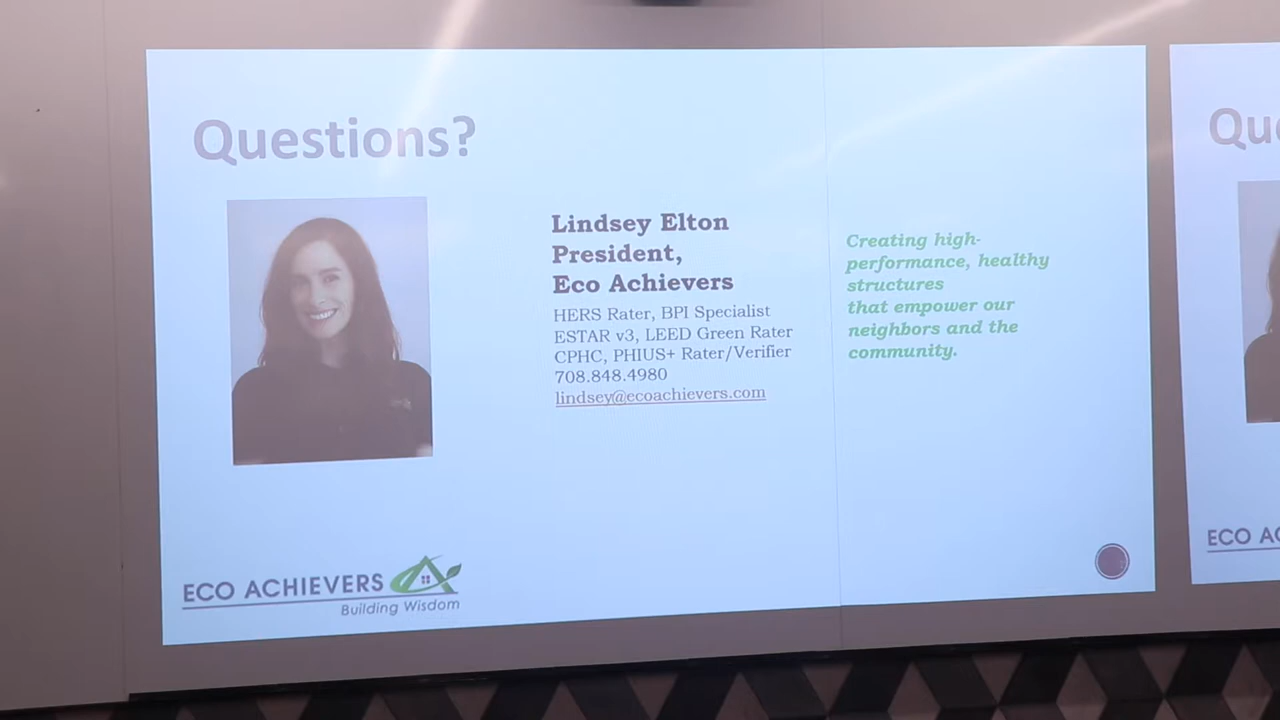 Questions?
Lindsey Elton
President,
Eco Achievers
HERS Rater, BPI Specialist
ESTAR v3, LEED Green Rater
CPHC, PHIUS+ Rater/Verifier
708.848.4980
lindsey@ecoachievers.com
Creating high-
performance, healthy
structures
that empower our
neighbors and the
community.
ECO ACHIEVERS
Building Wisdom
Qu
ECO AC